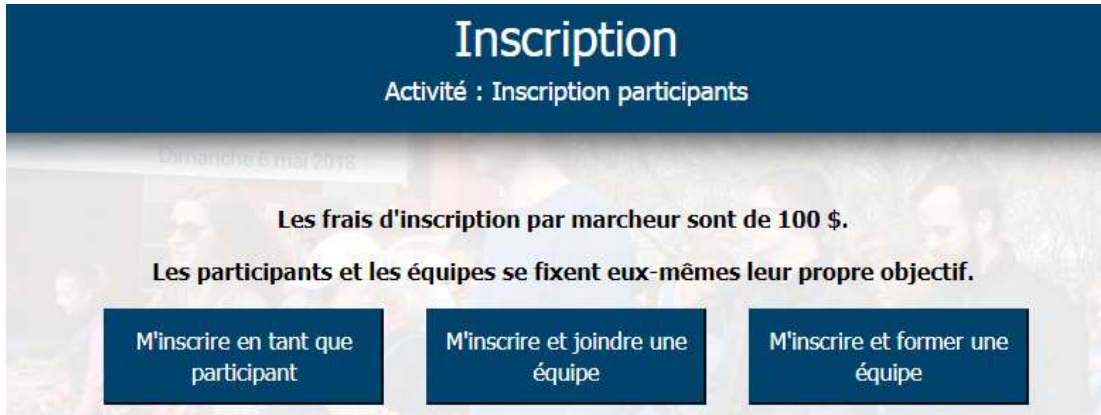 Inscription
Activité : Inscription participants
Dimanche 6 mai 2018
Les frais d'inscription par marcheur sont de 100 $.
Les participants et les équipes se fixent eux-mêmes leur propre objectif.
M'inscrire en tant que
participant
M'inscrire et joindre une
équipe
M'inscrire et former une
équipe